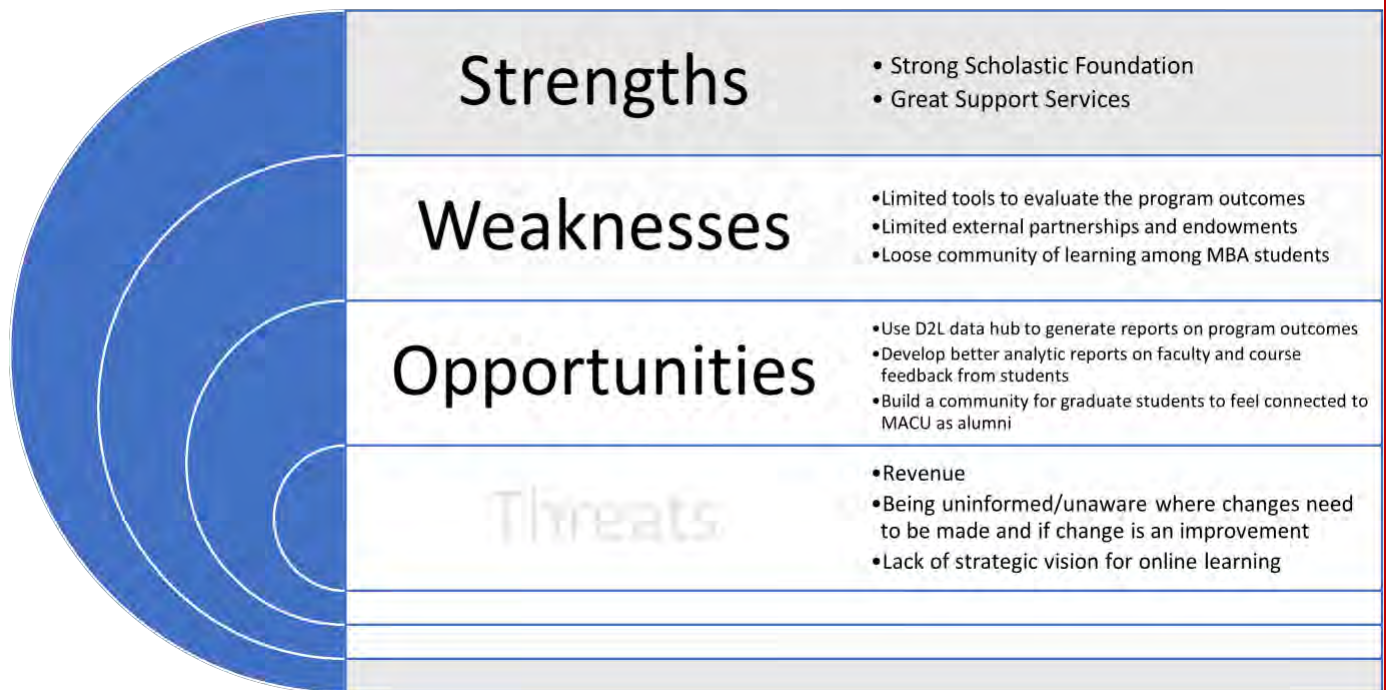 Strengths
• Strong Scholastic Foundation
• Great Support Services
Weaknesses
•Limited tools to evaluate the program outcomes
•Limited external partnerships and endowments
•Loose community of learning among MBA students
Opportunities
•Use D2L data hub to generate reports on program outcomes
•Develop better analytic reports on faculty and course
feedback from students
•Build a community for graduate students to feel connected to
MACU as alumni
Threats
•Revenue
•Being uninformed/unaware where changes need
to be made and if change is an improvement
•Lack of strategic vision for online learning